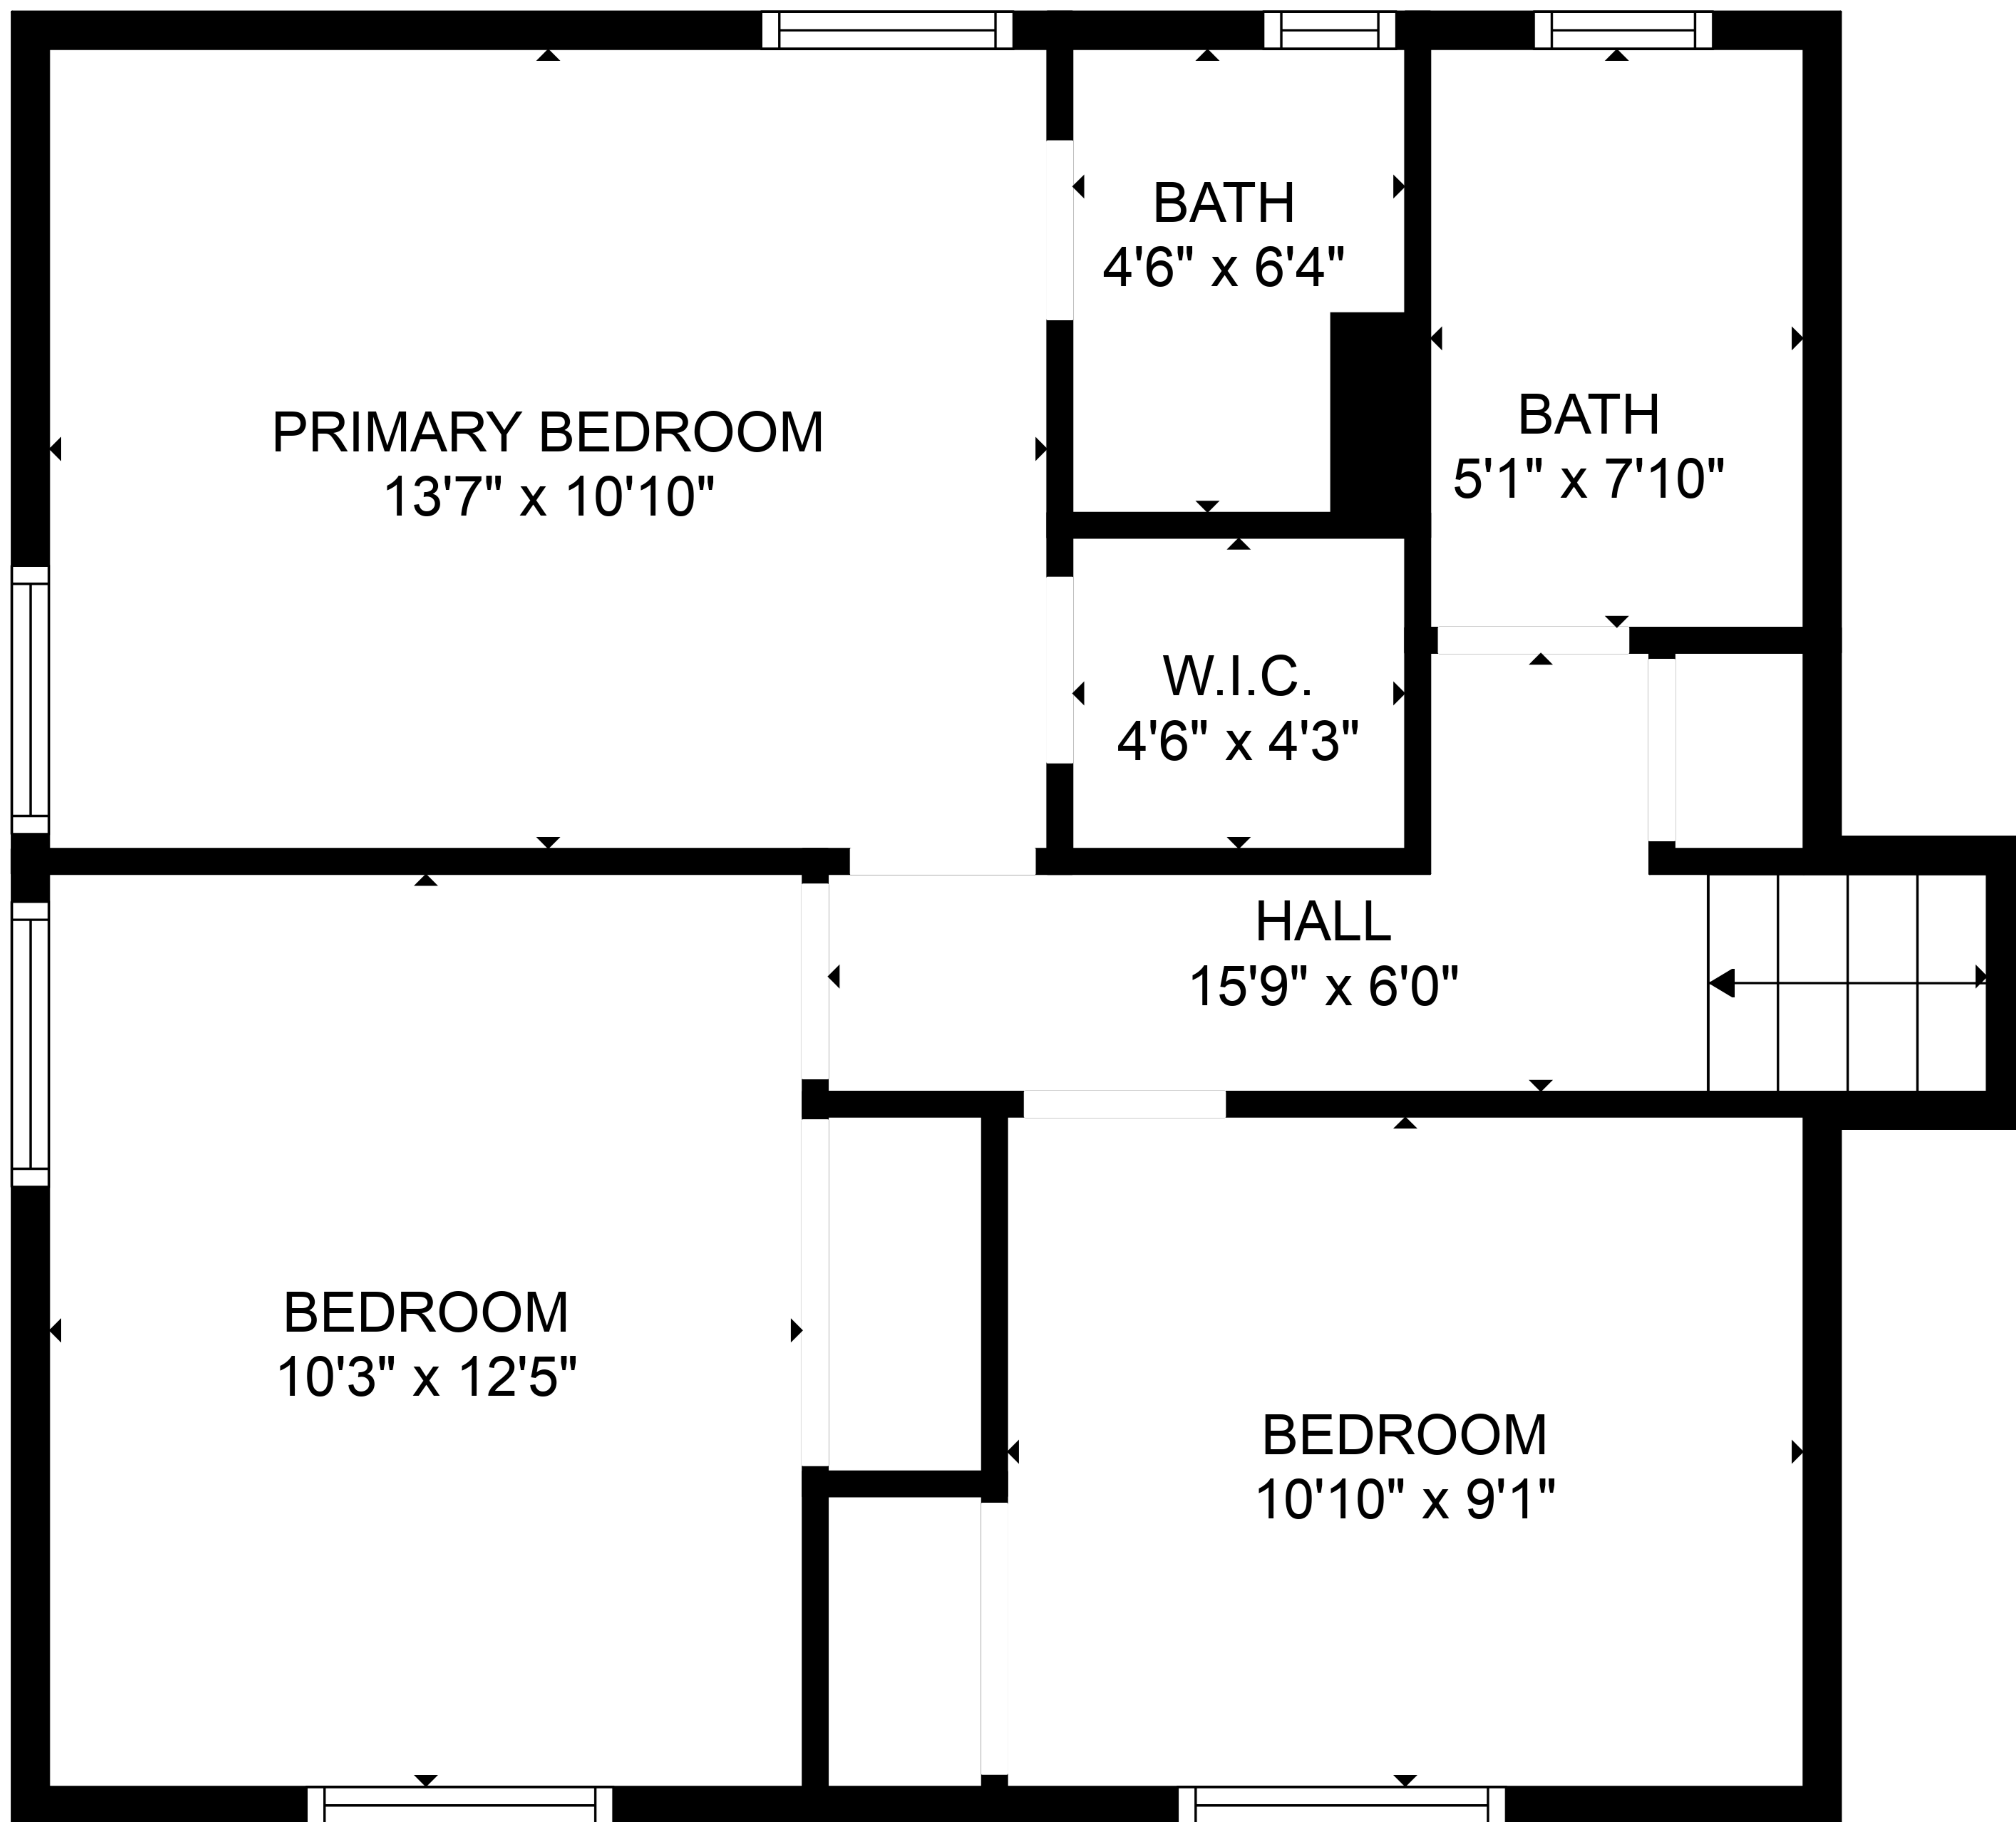 BATH
4'6" x 6'4"
PRIMARY BEDROOM
13'7" x 10'10"
BATH
5'1" x 7'10"
W.I.C.
4'6" x 4'3"
HALL
15'9" x 6'0"
BEDROOM
10'3" x 12'5"
BEDROOM
10'10" x 9'1"